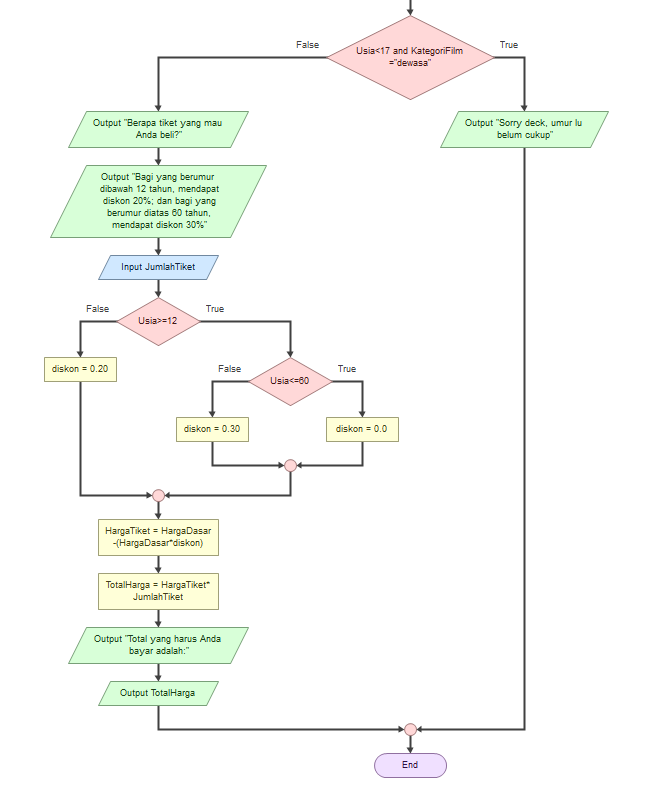 False
True
Usia<17 and KategoriFilm
="dewasa"
Output "Berapa tiket yang mau
Anda beli?"
Output "Sorry deck, umur lu
belum cukup"
Output "Bagi yang berumur
dibawah 12 tahun, mendapat
diskon 20%; dan bagi yang
berumur diatas 60 tahun,
mendapat diskon 30%"
Input JumlahTiket
False
True
Usia>=12
diskon = 0.20
False
True
Usia<=60
diskon = 0.30
diskon = 0.0
HargaTiket = HargaDasar
-(HargaDasar*diskon)
TotalHarga = HargaTiket*
JumlahTiket
Output "Total yang harus Anda
bayar adalah:"
Output TotalHarga
End